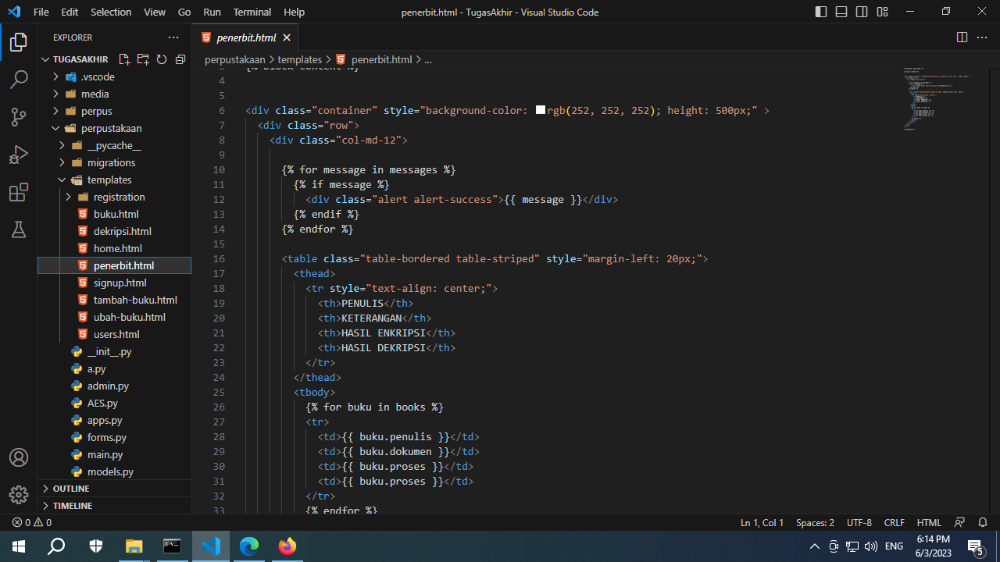 File Edit Selection View Go Run Terminal Help
penerbit.html - TugasAkhir - Visual Studio Code
EXPLORER
TUGASAKHIR
.vscode
media
perpus
perpustakaan
__pycache__
migrations
templates
registration
buku.html
dekripsi.html
home.html
penerbit.html
signup.html
tambah-buku.html
ubah-buku.html
users.html
__init__.py
a.py
admin.py
AES.py
apps.py
forms.py
main.py
models.py
OUTLINE
TIMELINE
penerbit.html
perpustakaan > templates > penerbit.html > ...
3 {% block content %}
4
5
6 <div class="container" style="background-color: rgb(252, 252, 252); height: 500px;" >
7 <div class="row">
8 <div class="col-md-12">
9
10 {% for message in messages %}
11 {% if message %}
12 <div class="alert alert-success">{{ message }}</div>
13 {% endif %}
14 {% endfor %}
15
16 <table class="table-bordered table-striped" style="margin-left: 20px;">
17 <thead>
18 <tr style="text-align: center;">
19 <th>PENULIS</th>
20 <th>KETERANGAN</th>
21 <th>HASIL ENKRIPSI</th>
22 <th>HASIL DEKRIPSI</th>
23 </tr>
24 </thead>
25 <tbody>
26 {% for buku in books %}
27 <tr>
28 <td>{{ buku.penulis }}</td>
29 <td>{{ buku.dokumen }}</td>
30 <td>{{ buku.proses }}</td>
31 <td>{{ buku.proses }}</td>
32 </tr>
33 {% endfor %}
0 0
Ln 1, Col 1 Spaces: 2 UTF-8 CRLF HTML
ENG
6:14 PM
6/3/2023
5